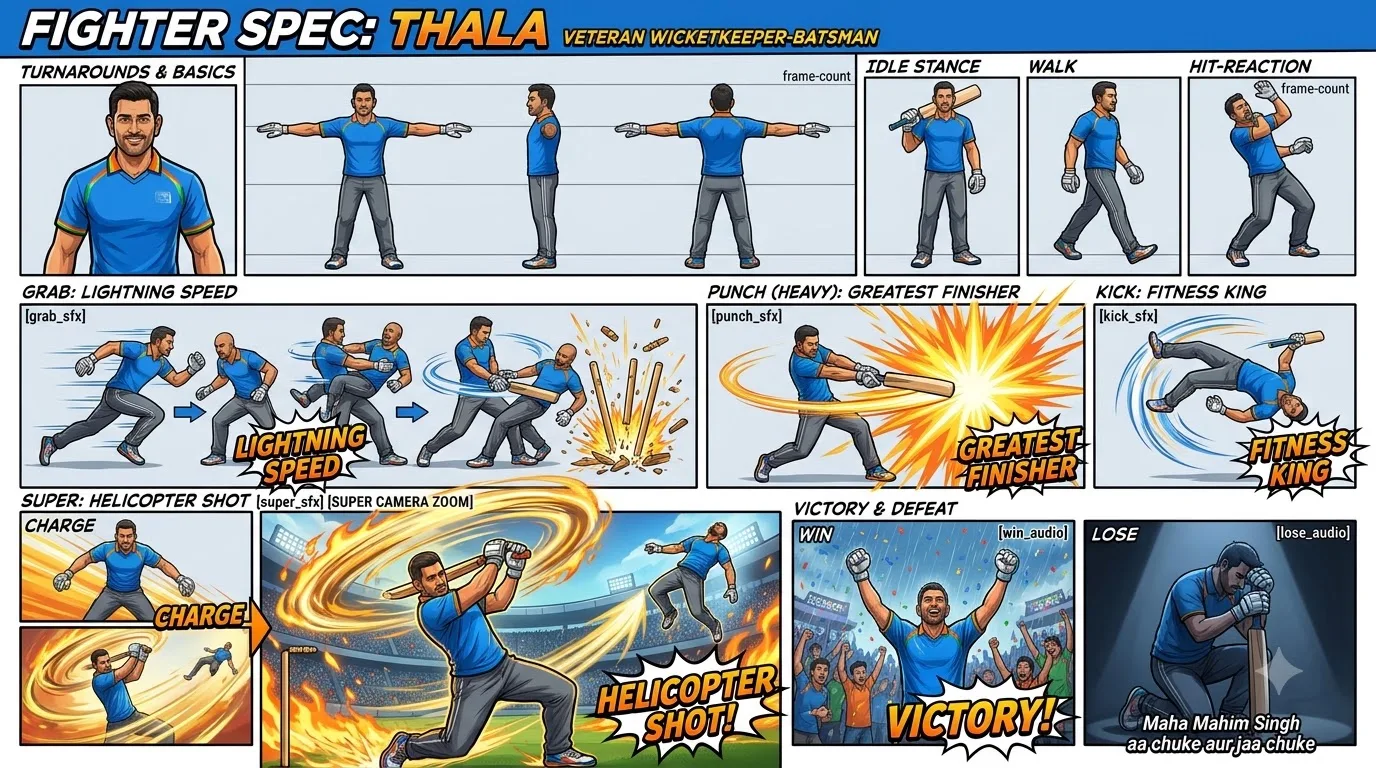 FIGHTER SPEC: THALA VETERAN WICKETKEEPER-BATSMAN
TURNAROUNDS & BASICS
frame-count
IDLE STANCE
WALK
HIT-REACTION
frame-count
GRAB: LIGHTNING SPEED
[grab_sfx]
LIGHTNING
SPEED
PUNCH (HEAVY): GREATEST FINISHER
[punch_sfx]
GREATEST
FINISHER
KICK: FITNESS KING
[kick_sfx]
FITNESS
KING
SUPER: HELICOPTER SHOT [super_sfx] [SUPER CAMERA ZOOM]
CHARGE
CHARGE
HELICOPTER
SHOT!
VICTORY & DEFEAT
WIN
[win_audio]
VICTORY!
LOSE
[lose_audio]
Maha Mahim Singh
aa chuke aur jaa chuke